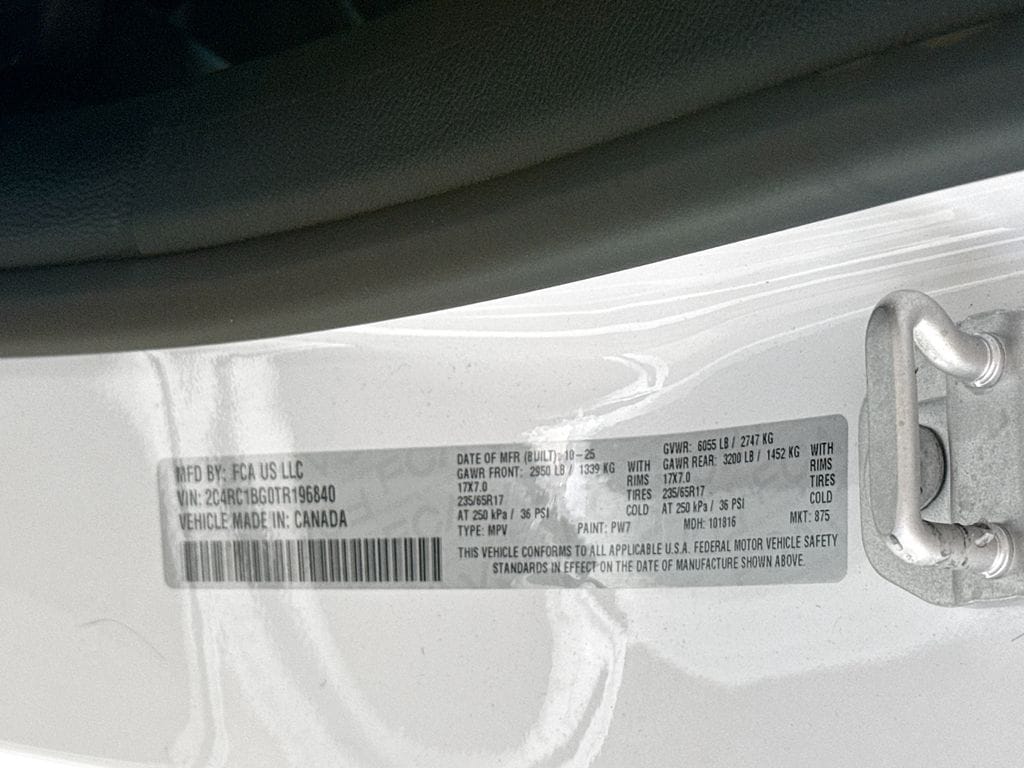 MFD BY: FCA US LLC
VIN: 2C4RC1BG0TR196840
VEHICLE MADE IN: CANADA
DATE OF MFR (BUILT): 10-25
GAWR FRONT: 2950 LB / 1339 KG
17X7.0
235/65R17
AT 250 kPa / 36 PSI
WITH
RIMS
TIRES
COLD
TYPE: MPV
GVWR: 6055 LB / 2747 KG
GAWR REAR: 3200 LB / 1452 KG
17X7.0
235/65R17
AT 250 kPa / 36 PSI
WITH
RIMS
TIRES
COLD
PAINT: PW7
MDH: 101816
MKT: 875
THIS VEHICLE CONFORMS TO ALL APPLICABLE U.S.A. FEDERAL MOTOR VEHICLE SAFETY
STANDARDS IN EFFECT ON THE DATE OF MANUFACTURE SHOWN ABOVE.